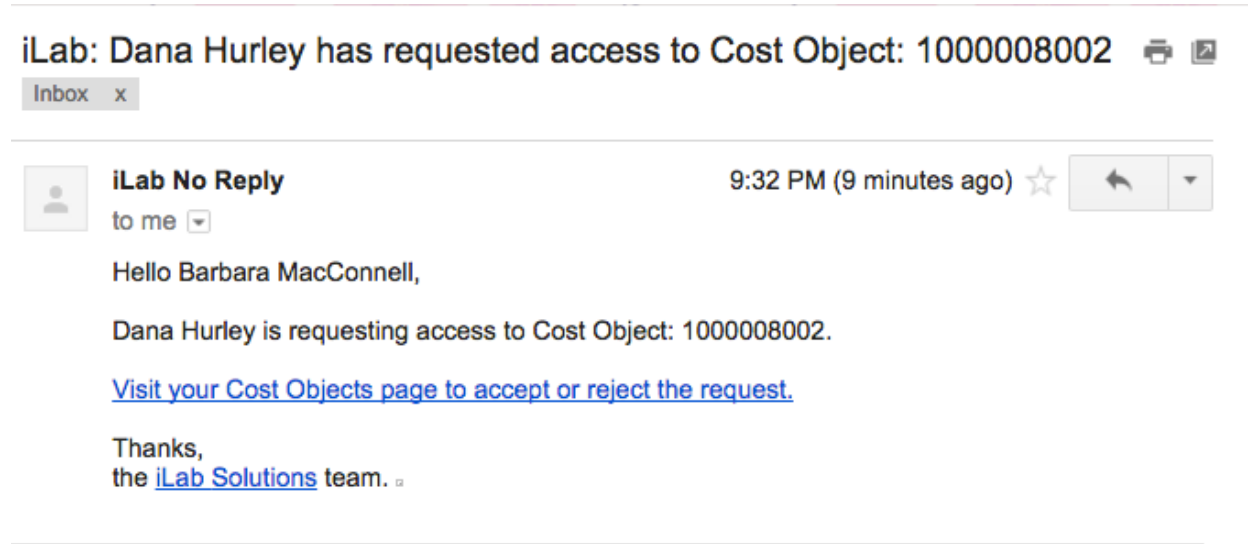 iLab: Dana Hurley has requested access to Cost Object: 1000008002
Inbox x
iLab No Reply
9:32 PM (9 minutes ago)
to me
Hello Barbara MacConnell,
Dana Hurley is requesting access to Cost Object: 1000008002.
Visit your Cost Objects page to accept or reject the request.
Thanks,
the iLab Solutions team.